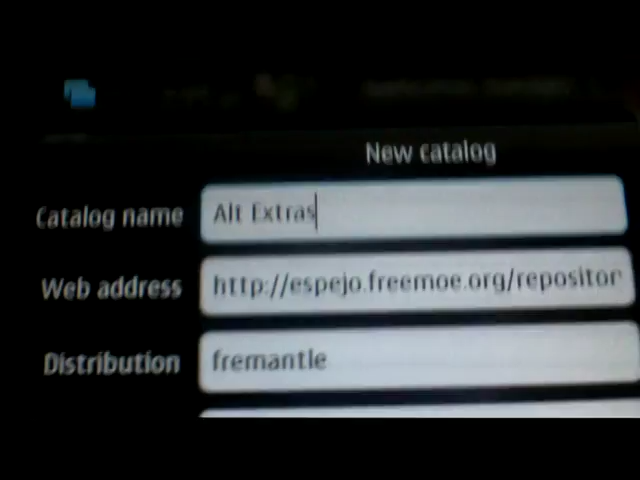 New catalog
Catalog name
Alt Extras
Web address
http://espejo.freemoe.org/repositor
Distribution
fremantle